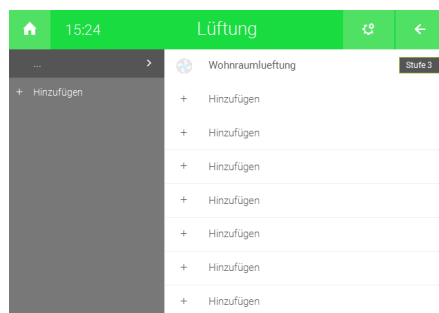 15:24
Lüftung
...
Wohnraumlueftung
Stufe 3
+ Hinzufügen
+ Hinzufügen
+ Hinzufügen
+ Hinzufügen
+ Hinzufügen
+ Hinzufügen
+ Hinzufügen
+ Hinzufügen